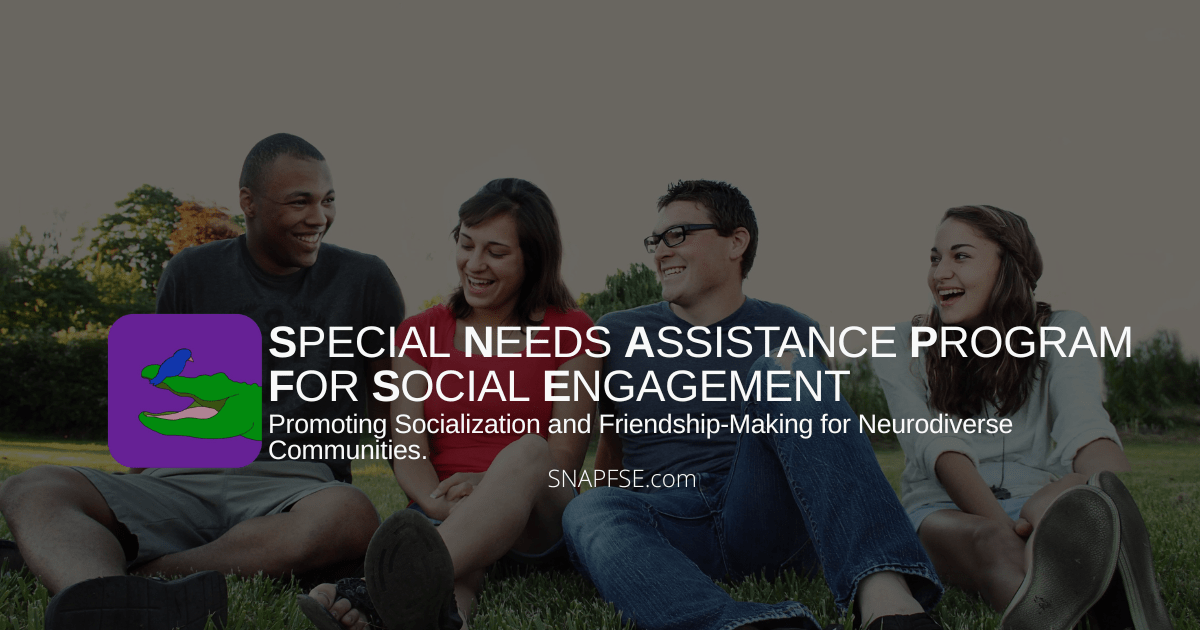 SPECIAL NEEDS ASSISTANCE PROGRAM
FOR SOCIAL ENGAGEMENT
Promoting Socialization and Friendship-Making for Neurodiverse
Communities.
SNAPFSE.com